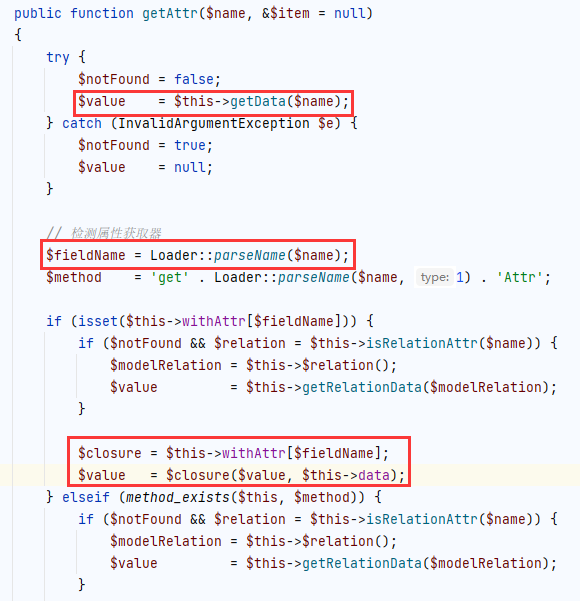 public function getAttr($name, &$item = null)
{
    try {
        $notFound = false;
        $value    = $this->getData($name);
    } catch (InvalidArgumentException $e) {
        $notFound = true;
        $value    = null;
    }
    // 检测属性获取器
    $fieldName = Loader::parseName($name);
    $method    = 'get' . Loader::parseName($name, type: 1) . 'Attr';
    if (isset($this->withAttr[$fieldName])) {
        if ($notFound && $relation = $this->isRelationAttr($name)) {
            $modelRelation = $this->$relation();
            $value         = $this->getRelationData($modelRelation);
        }
        $closure = $this->withAttr[$fieldName];
        $value   = $closure($value, $this->data);
    } elseif (method_exists($this, $method)) {
        if ($notFound && $relation = $this->isRelationAttr($name)) {
            $modelRelation = $this->$relation();
            $value         = $this->getRelationData($modelRelation);
        }